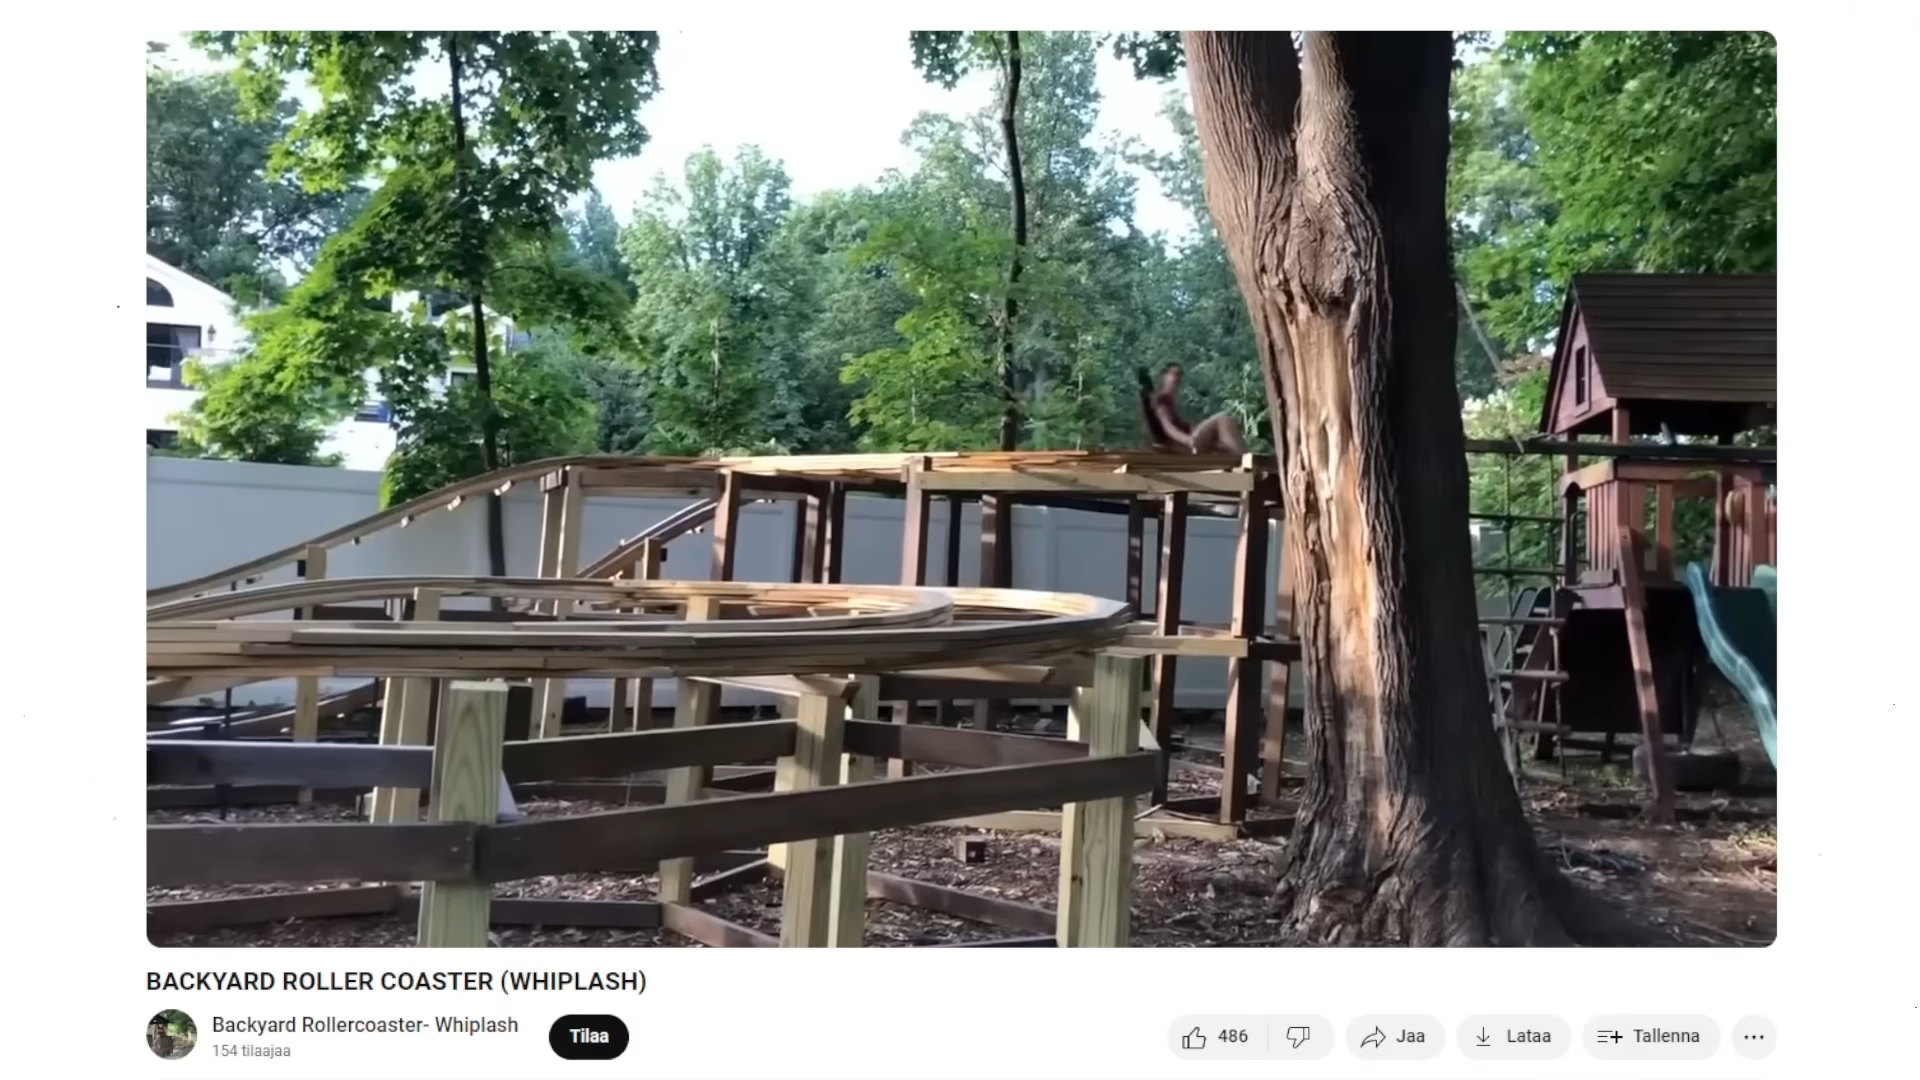 BACKYARD ROLLER COASTER (WHIPLASH)
Backyard Rollercoaster- Whiplash
154 tilaajaa
Tilaa
486
Jaa
Lataa
Tallenna